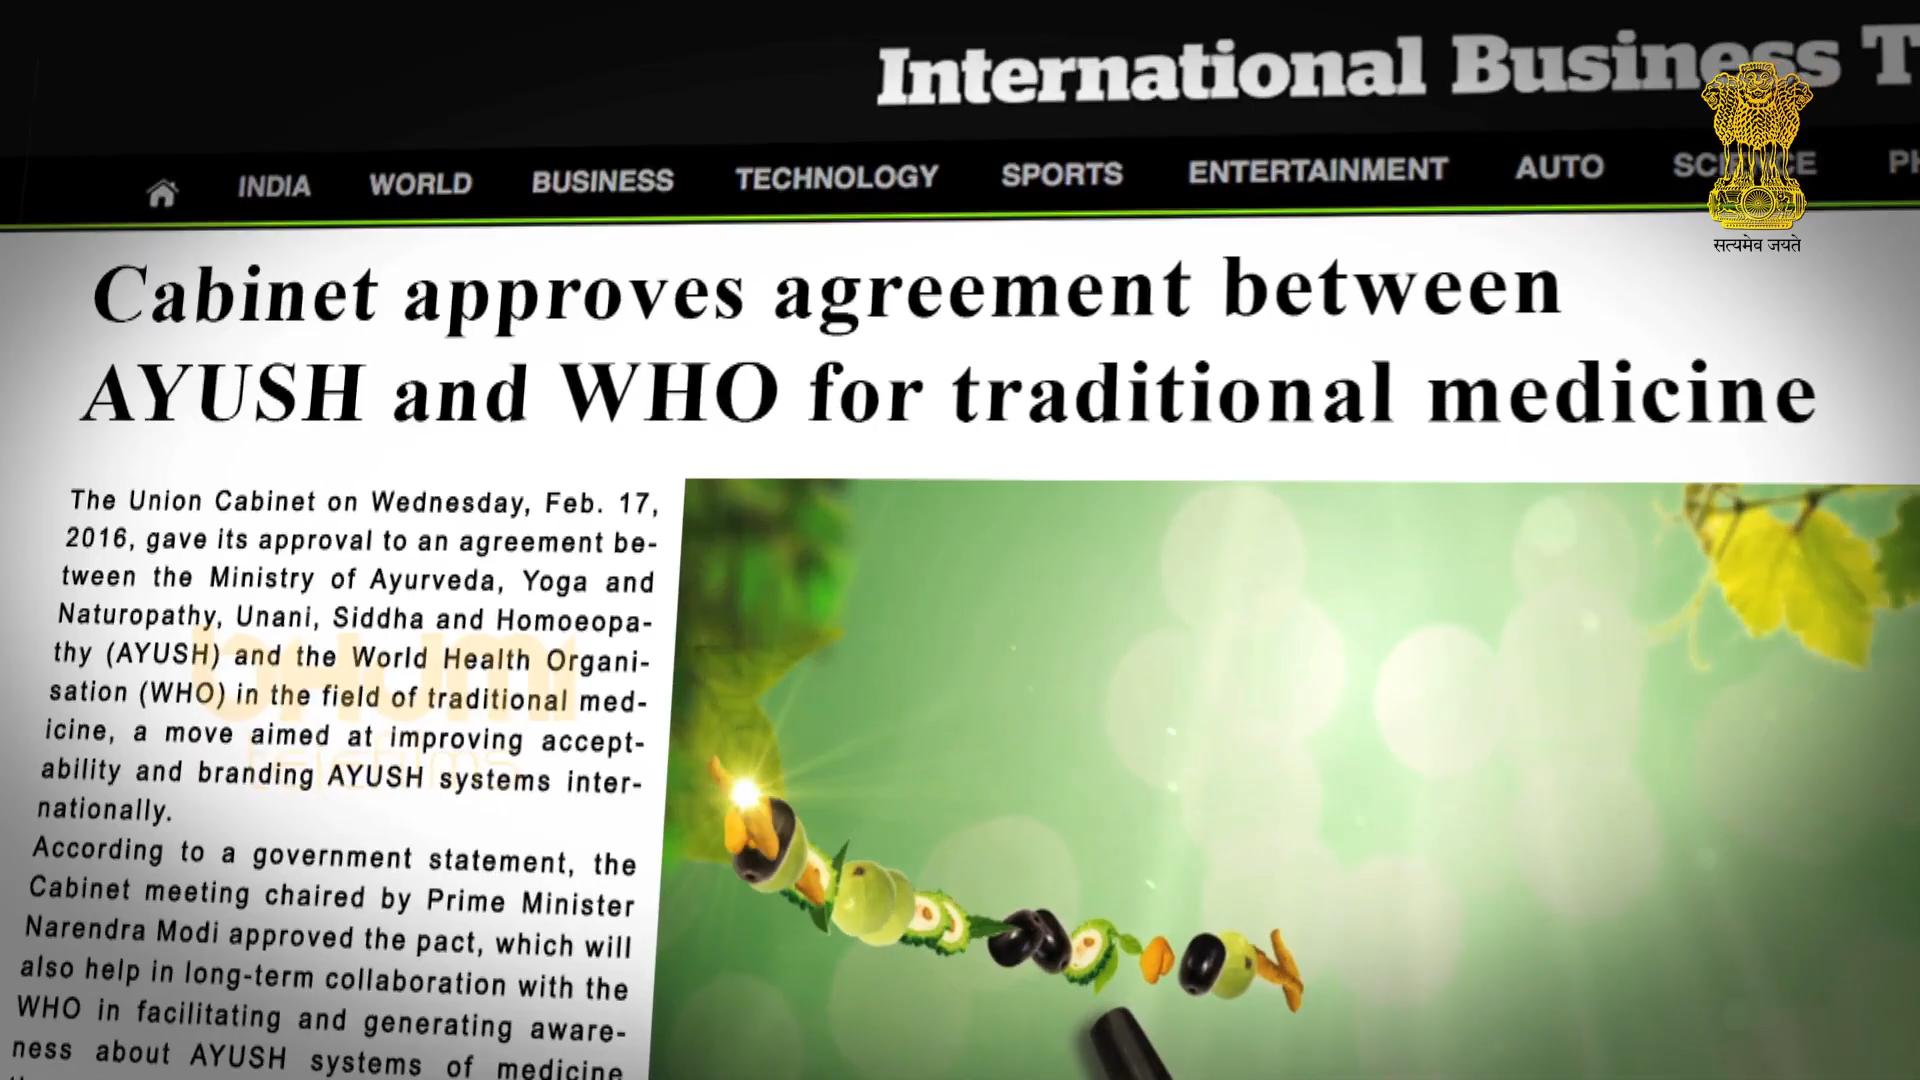 International Business T
INDIA WORLD BUSINESS TECHNOLOGY SPORTS ENTERTAINMENT AUTO
सत्यमेव जयते
Cabinet approves agreement between
AYUSH and WHO for traditional medicine
The Union Cabinet on Wednesday, Feb. 17,
2016, gave its approval to an agreement be-
tween the Ministry of Ayurveda, Yoga and
Naturopathy, Unani, Siddha and Homoeopa-
thy (AYUSH) and the World Health Organi-
sation (WHO) in the field of traditional med-
icine, a move aimed at improving accept-
ability and branding AYUSH systems inter-
nationally.
According to a government statement, the
Cabinet meeting chaired by Prime Minister
Narendra Modi approved the pact, which will
also help in long-term collaboration with the
WHO in facilitating and generating aware-
ness about AYUSH systems of medicine